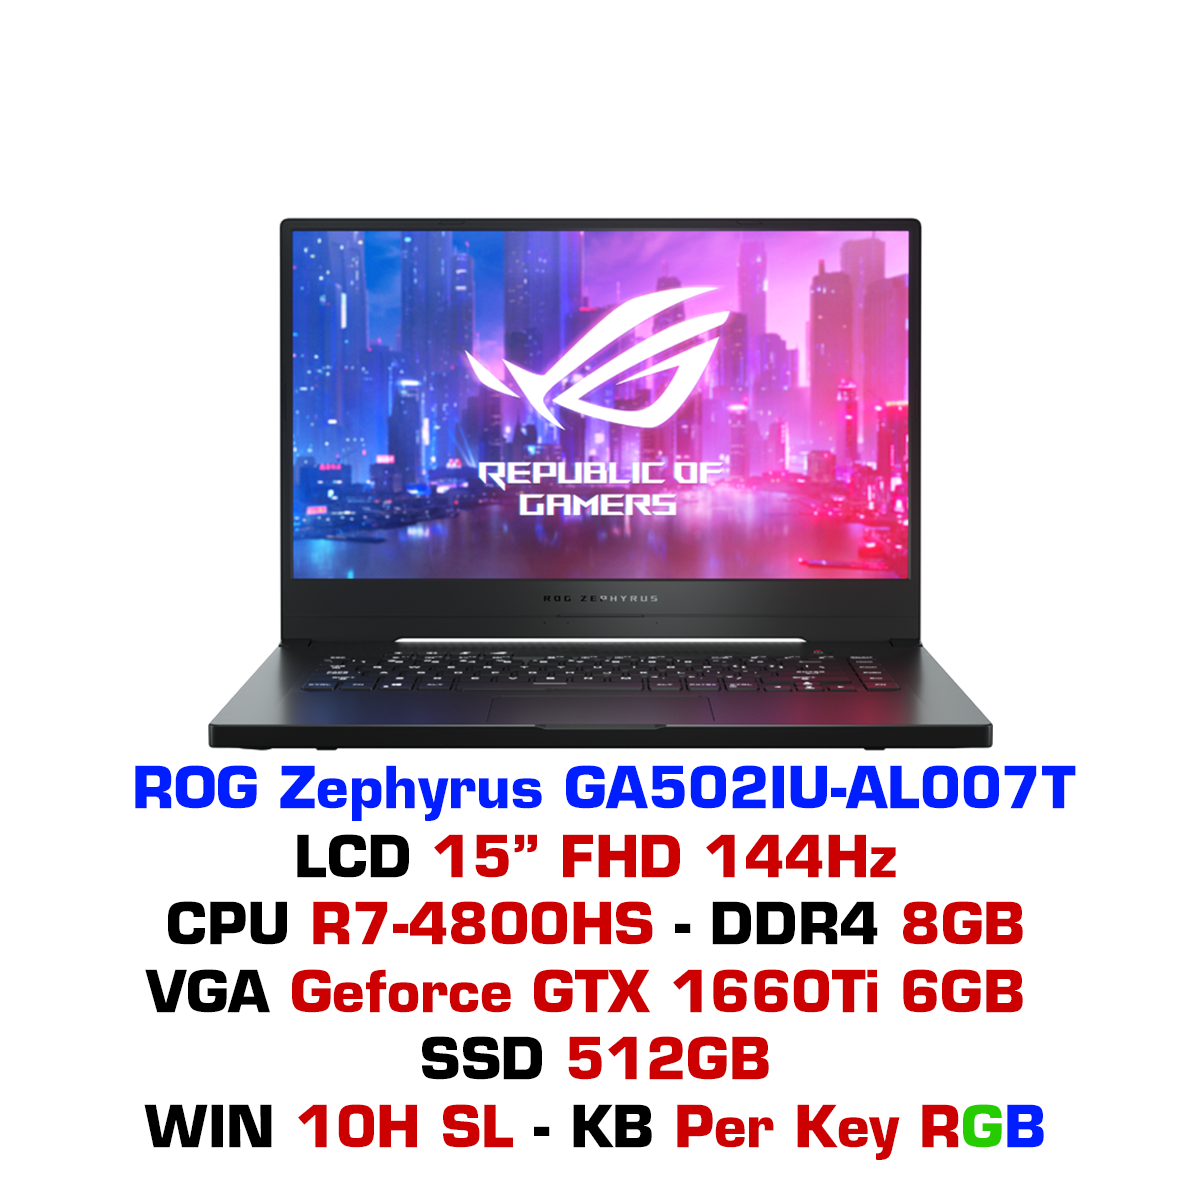 REPUBLIC OF
GAMERS
ROG ZEPHYRUS
ROG Zephyrus GA502IU-AL007T
LCD 15” FHD 144Hz
CPU R7-4800HS - DDR4 8GB
VGA Geforce GTX 1660Ti 6GB
SSD 512GB
WIN 10H SL - KB Per Key RGB